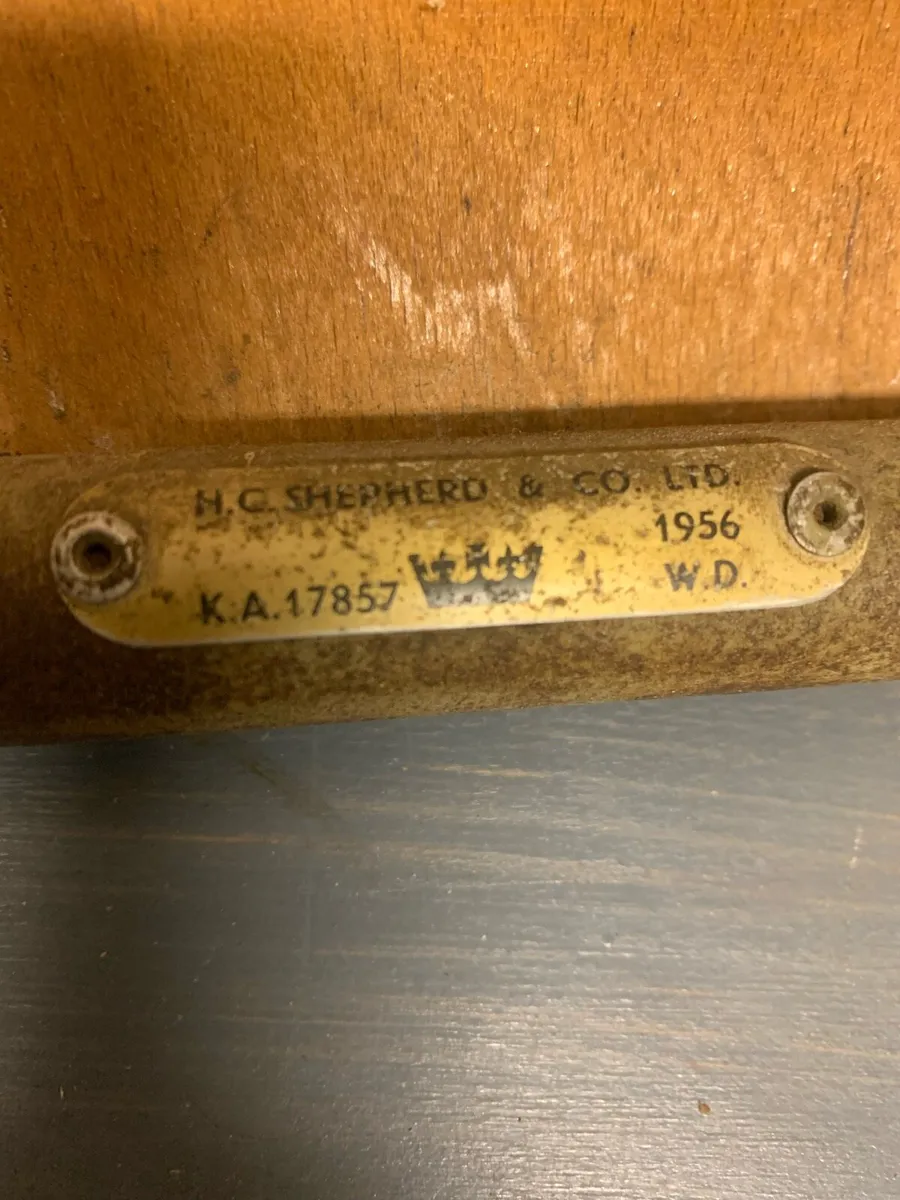 H.C. SHEPHERD & CO. LTD.
1956
K.A.17857
W.D.